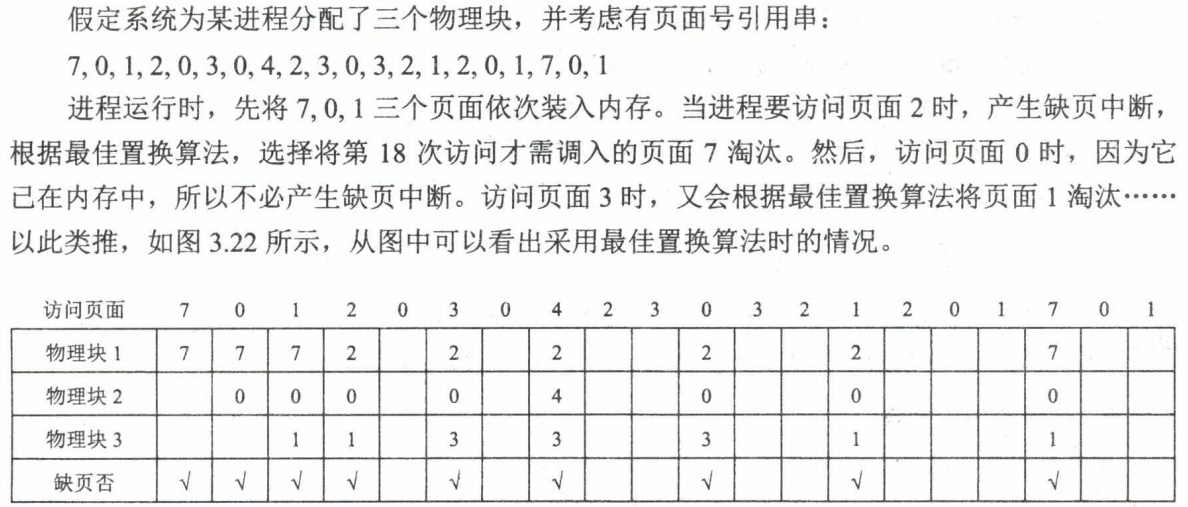 假定系统为某进程分配了三个物理块，并考虑有页面号引用串：
7, 0, 1, 2, 0, 3, 0, 4, 2, 3, 0, 3, 2, 1, 2, 0, 1, 7, 0, 1
进程运行时，先将 7, 0, 1 三个页面依次装入内存。当进程要访问页面 2 时，产生缺页中断，
根据最佳置换算法，选择将第 18 次访问才需调入的页面 7 淘汰。然后，访问页面 0 时，因为它
已在内存中，所以不必产生缺页中断。访问页面 3 时，又会根据最佳置换算法将页面 1 淘汰……
以此类推，如图 3.22 所示，从图中可以看出采用最佳置换算法时的情况。
访问页面 7 0 1 2 0 3 0 4 2 3 0 3 2 1 2 0 1 7 0 1
物理块 1 7 7 7 2 2 2 2 2 7
物理块 2 0 0 0 0 4 0 0 0
物理块 3 1 1 3 3 3 1 1
缺页否 √ √ √ √ √ √ √ √ √